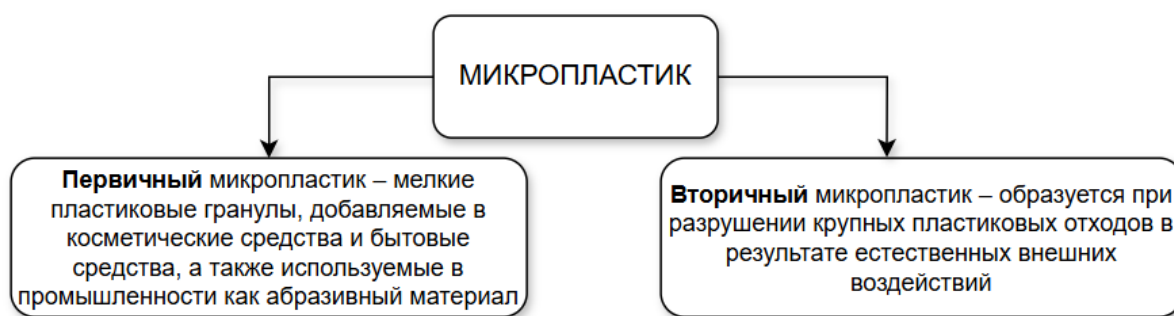 МИКРОПЛАСТИК
Первичный микропластик – мелкие
пластиковые гранулы, добавляемые в
косметические средства и бытовые
средства, а также используемые в
промышленности как абразивный материал
Вторичный микропластик – образуется при
разрушении крупных пластиковых отходов в
результате естественных внешних
воздействий